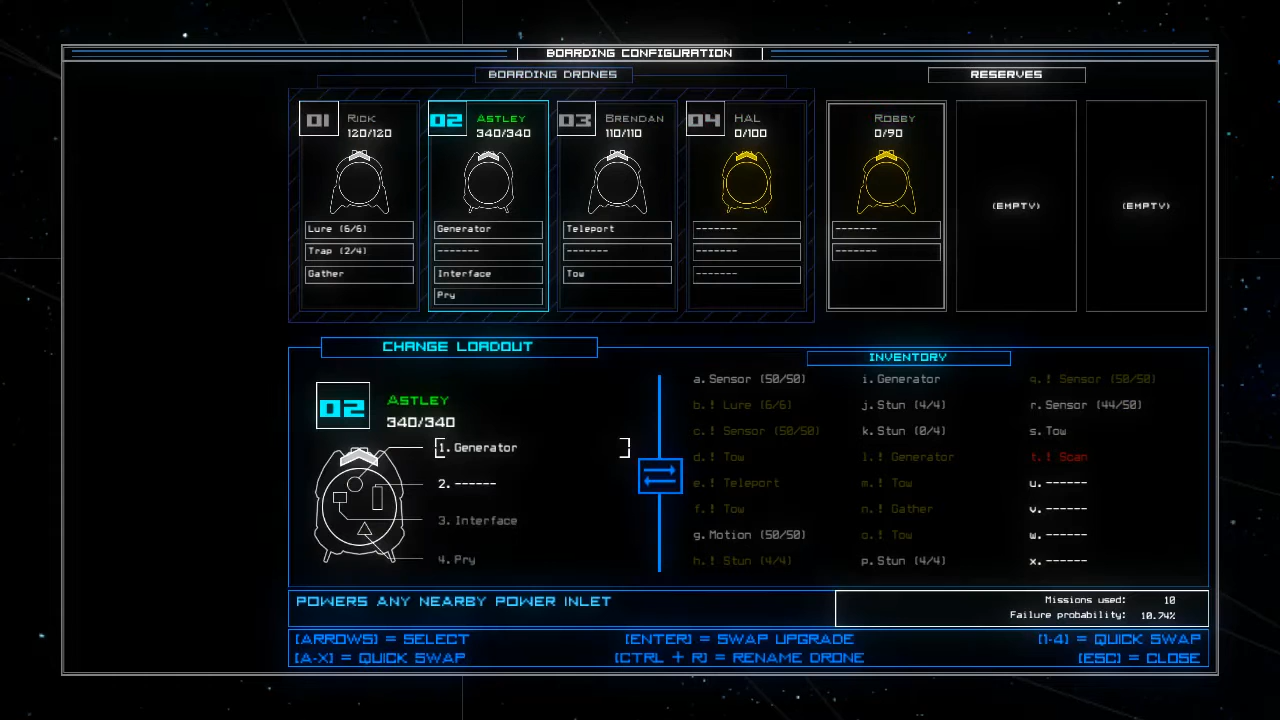 BOARDING CONFIGURATION
BOARDING DRONES
RESERVES
01 RICK 120/120
02 ASTLEY 340/340
03 BRENDAN 110/110
04 HAL 0/100
ROBBY 0/90
(EMPTY)
(EMPTY)
Lure (6/6)
Trap (2/4)
Gather
Generator
-------
Interface
Pry
Teleport
-------
Tow
-------
-------
-------
-------
-------
CHANGE LOADOUT
INVENTORY
02 ASTLEY
340/340
1. Generator
2. ------
3. Interface
4. Pry
a. Sensor (50/50)
b. ! Lure (6/6)
c. ! Sensor (50/50)
d. ! Tow
e. ! Teleport
f. ! Tow
g. Motion (50/50)
h. ! Stun (4/4)
i. Generator
j. Stun (4/4)
k. Stun (0/4)
l. ! Generator
m. ! Tow
n. ! Gather
o. ! Tow
p. Stun (4/4)
q. ! Sensor (50/50)
r. Sensor (44/50)
s. Tow
t. ! Scan
u. ------
v. ------
w. ------
x. ------
POWERS ANY NEARBY POWER INLET
Missions used: 10
Failure probability: 10.74%
[ARROWS] = SELECT
[ENTER] = SWAP UPGRADE
[1-4] = QUICK SWAP
[A-X] = QUICK SWAP
[CTRL + R] = RENAME DRONE
[ESC] = CLOSE